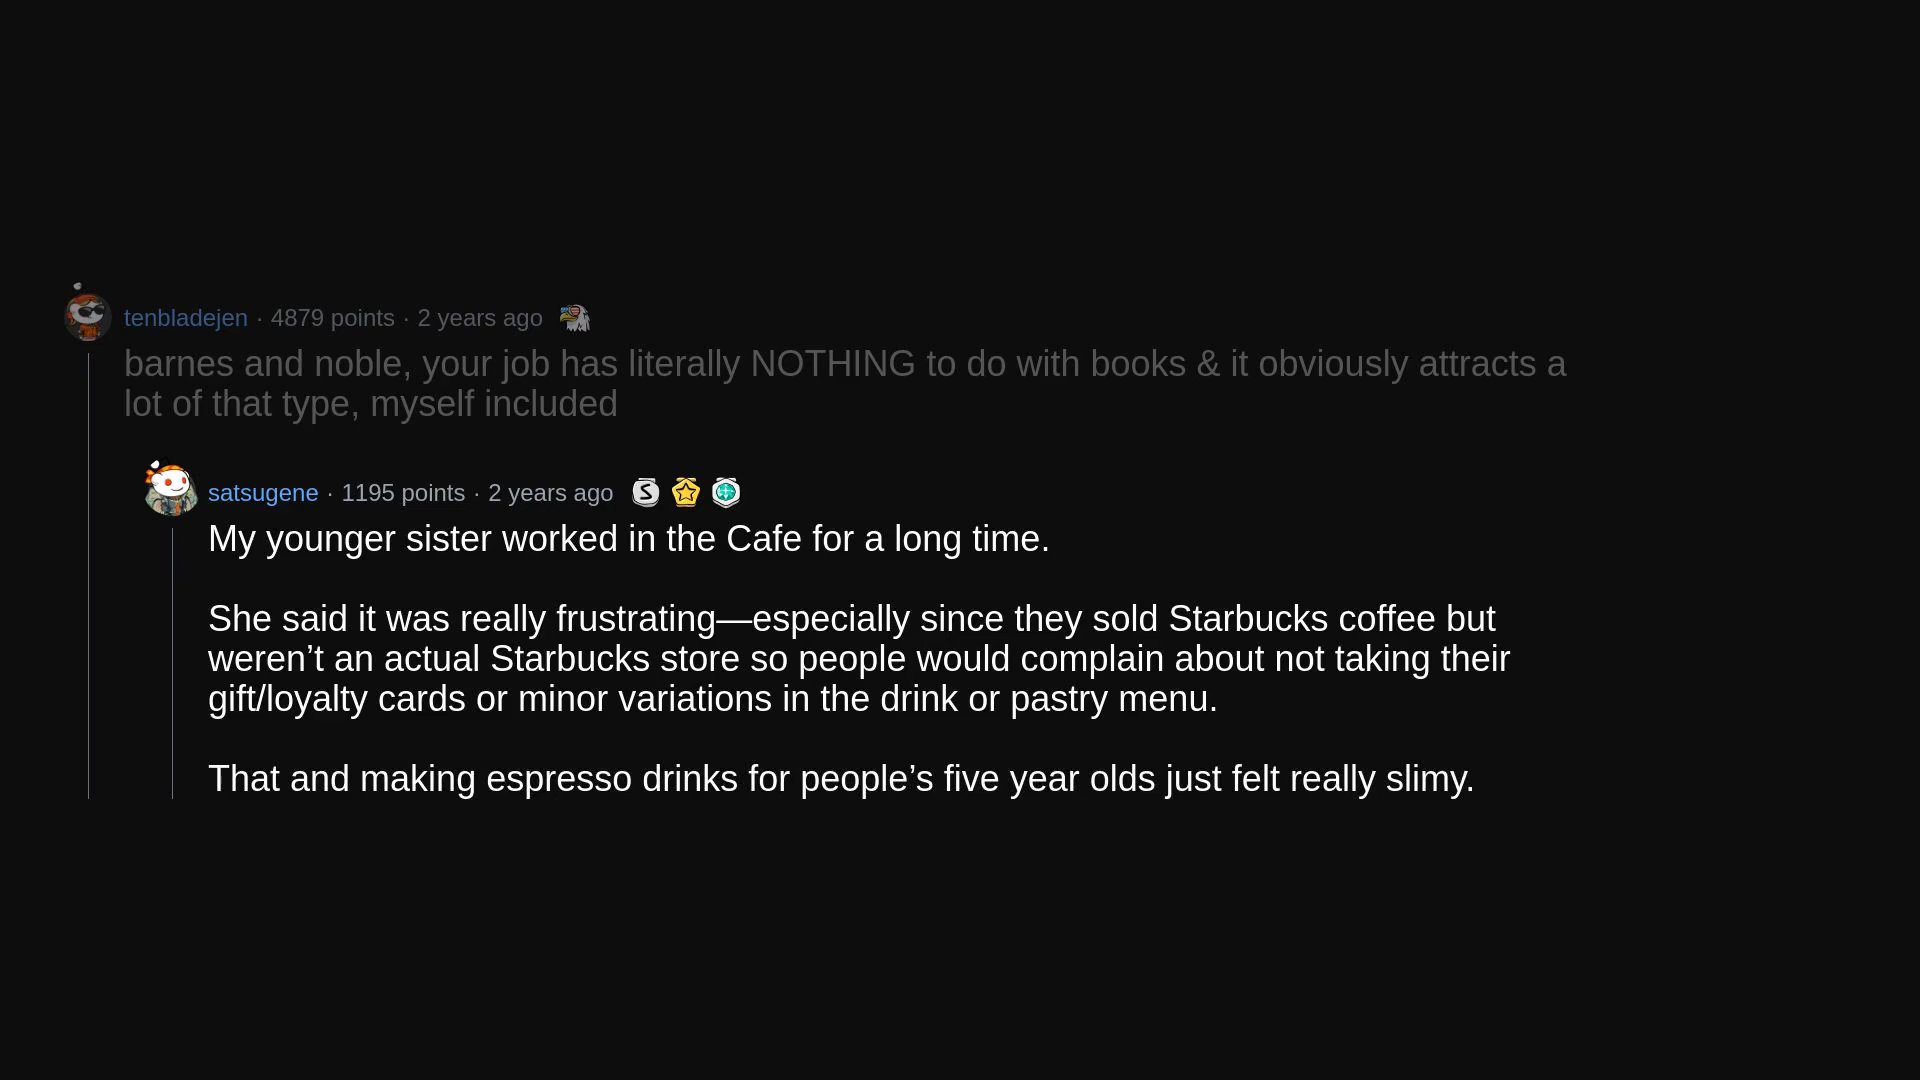 tenbladejen · 4879 points · 2 years ago
barnes and noble, your job has literally NOTHING to do with books & it obviously attracts a
lot of that type, myself included
satsugene · 1195 points · 2 years ago
My younger sister worked in the Cafe for a long time.
She said it was really frustrating—especially since they sold Starbucks coffee but
weren’t an actual Starbucks store so people would complain about not taking their
gift/loyalty cards or minor variations in the drink or pastry menu.
That and making espresso drinks for people’s five year olds just felt really slimy.